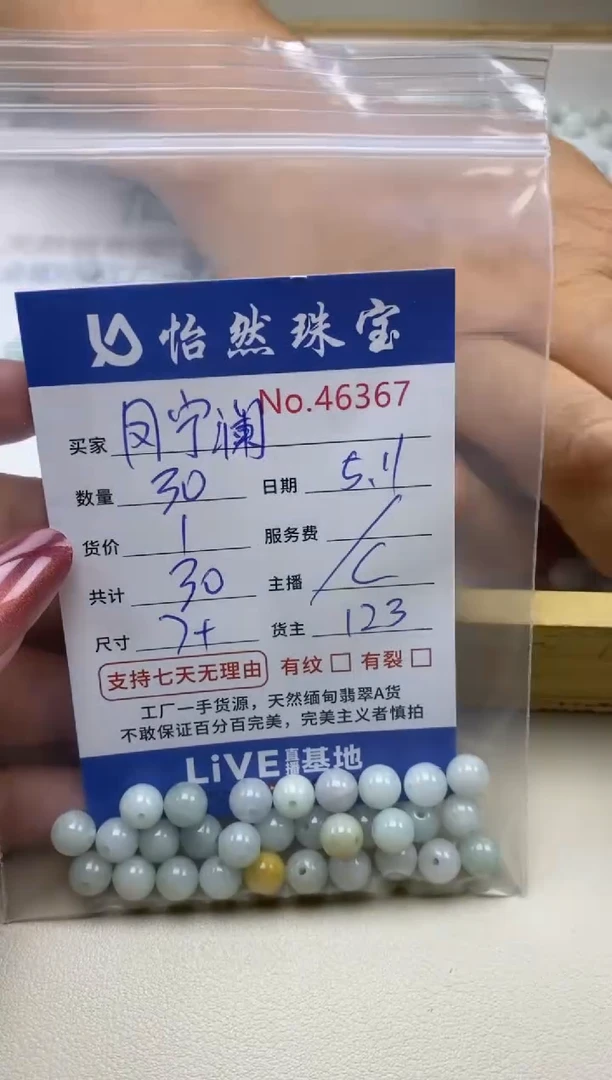 怡然珠宝
No.46367
买家
数量 30 日期 5.11
货价 1 服务费 /
共计 30 主播 C
尺寸 7+ 货主 123
支持七天无理由 有纹 □ 有裂 □
工厂一手货源，天然缅甸翡翠A货
不敢保证百分百完美，完美主义者慎拍
LiVE直播基地